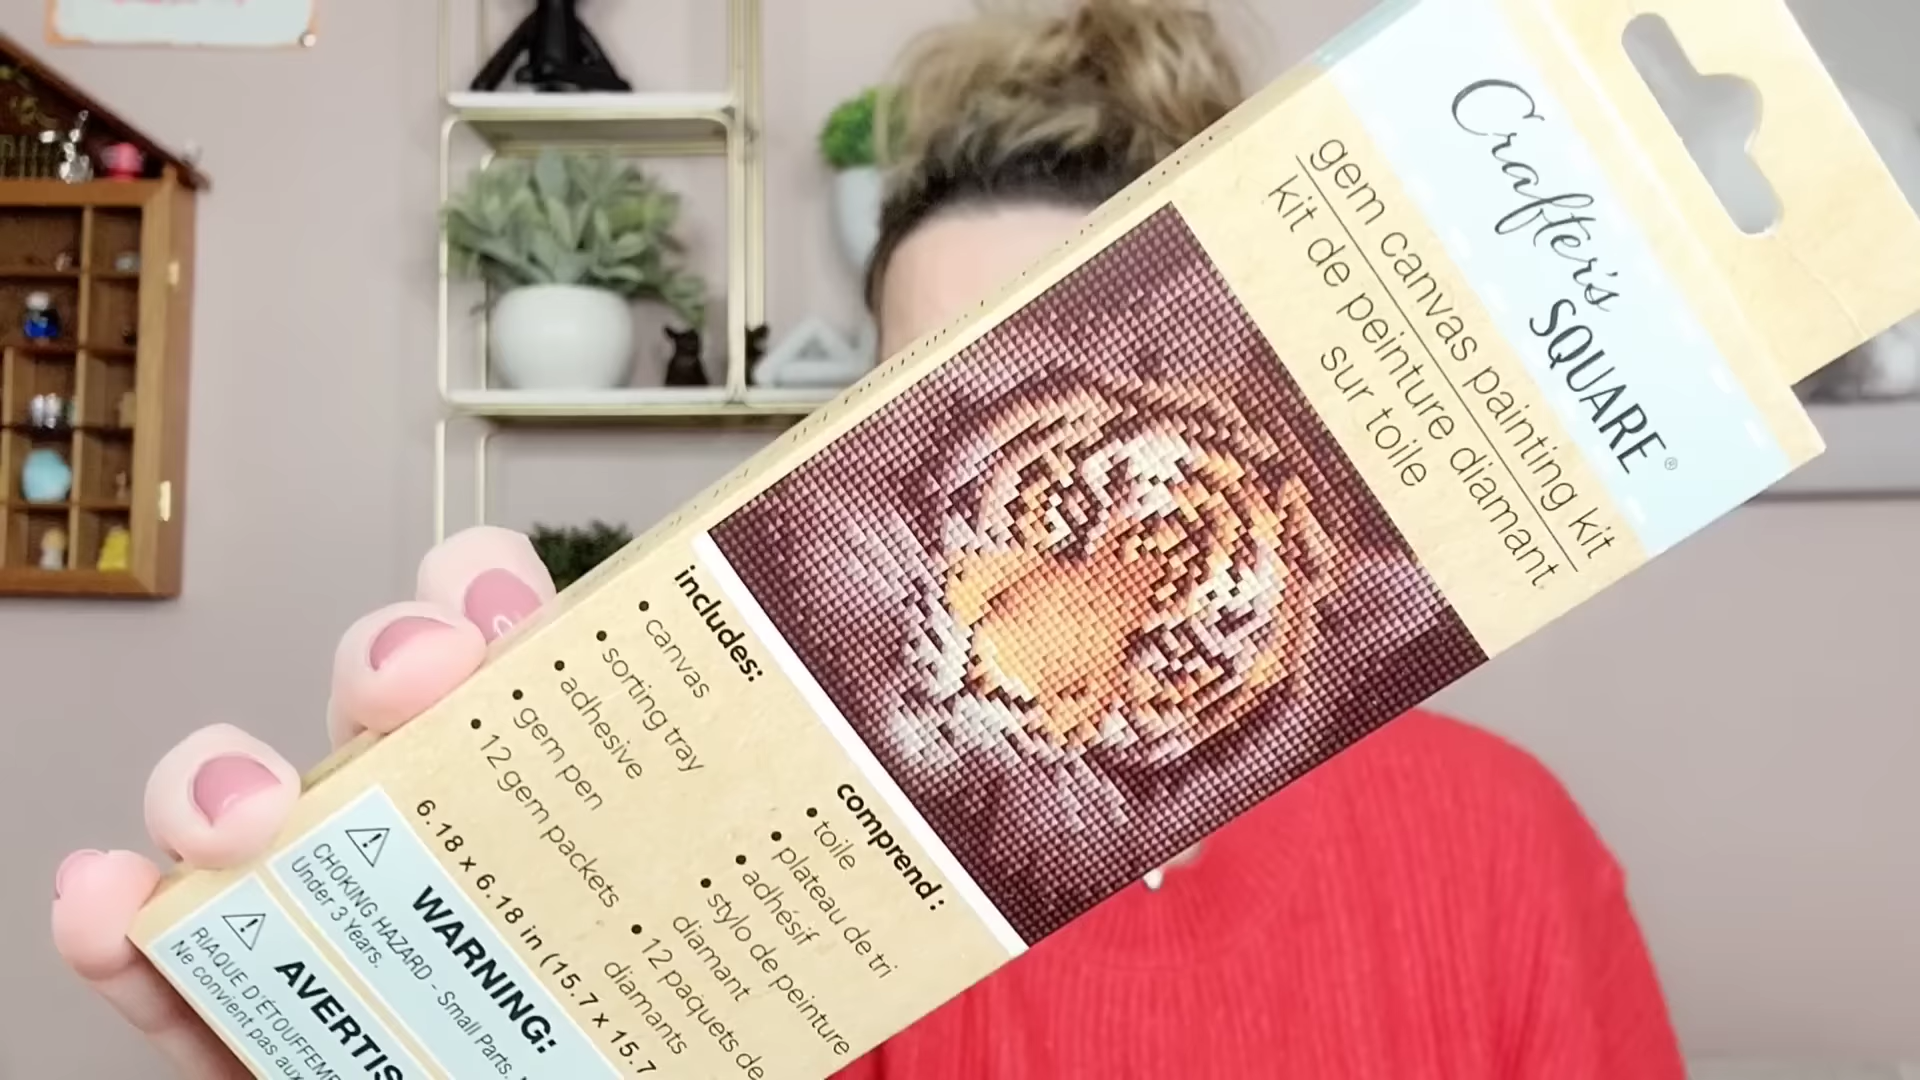 Crafter's
SQUARE®
gem canvas painting kit
kit de peinture diamant
sur toile
includes:
• canvas
• sorting tray
• adhesive
• gem pen
• 12 gem packets
comprend :
• toile
• plateau de tri
• adhésif
• stylo de peinture
diamant
• 12 paquets de
diamants
6.18 x 6.18 in (15.7 x 15.7
WARNING:
CHOKING HAZARD - Small Parts.
Under 3 Years.
AVERTIS
RIAQUE D'ÉTOUFFEM
Ne convient pas aux